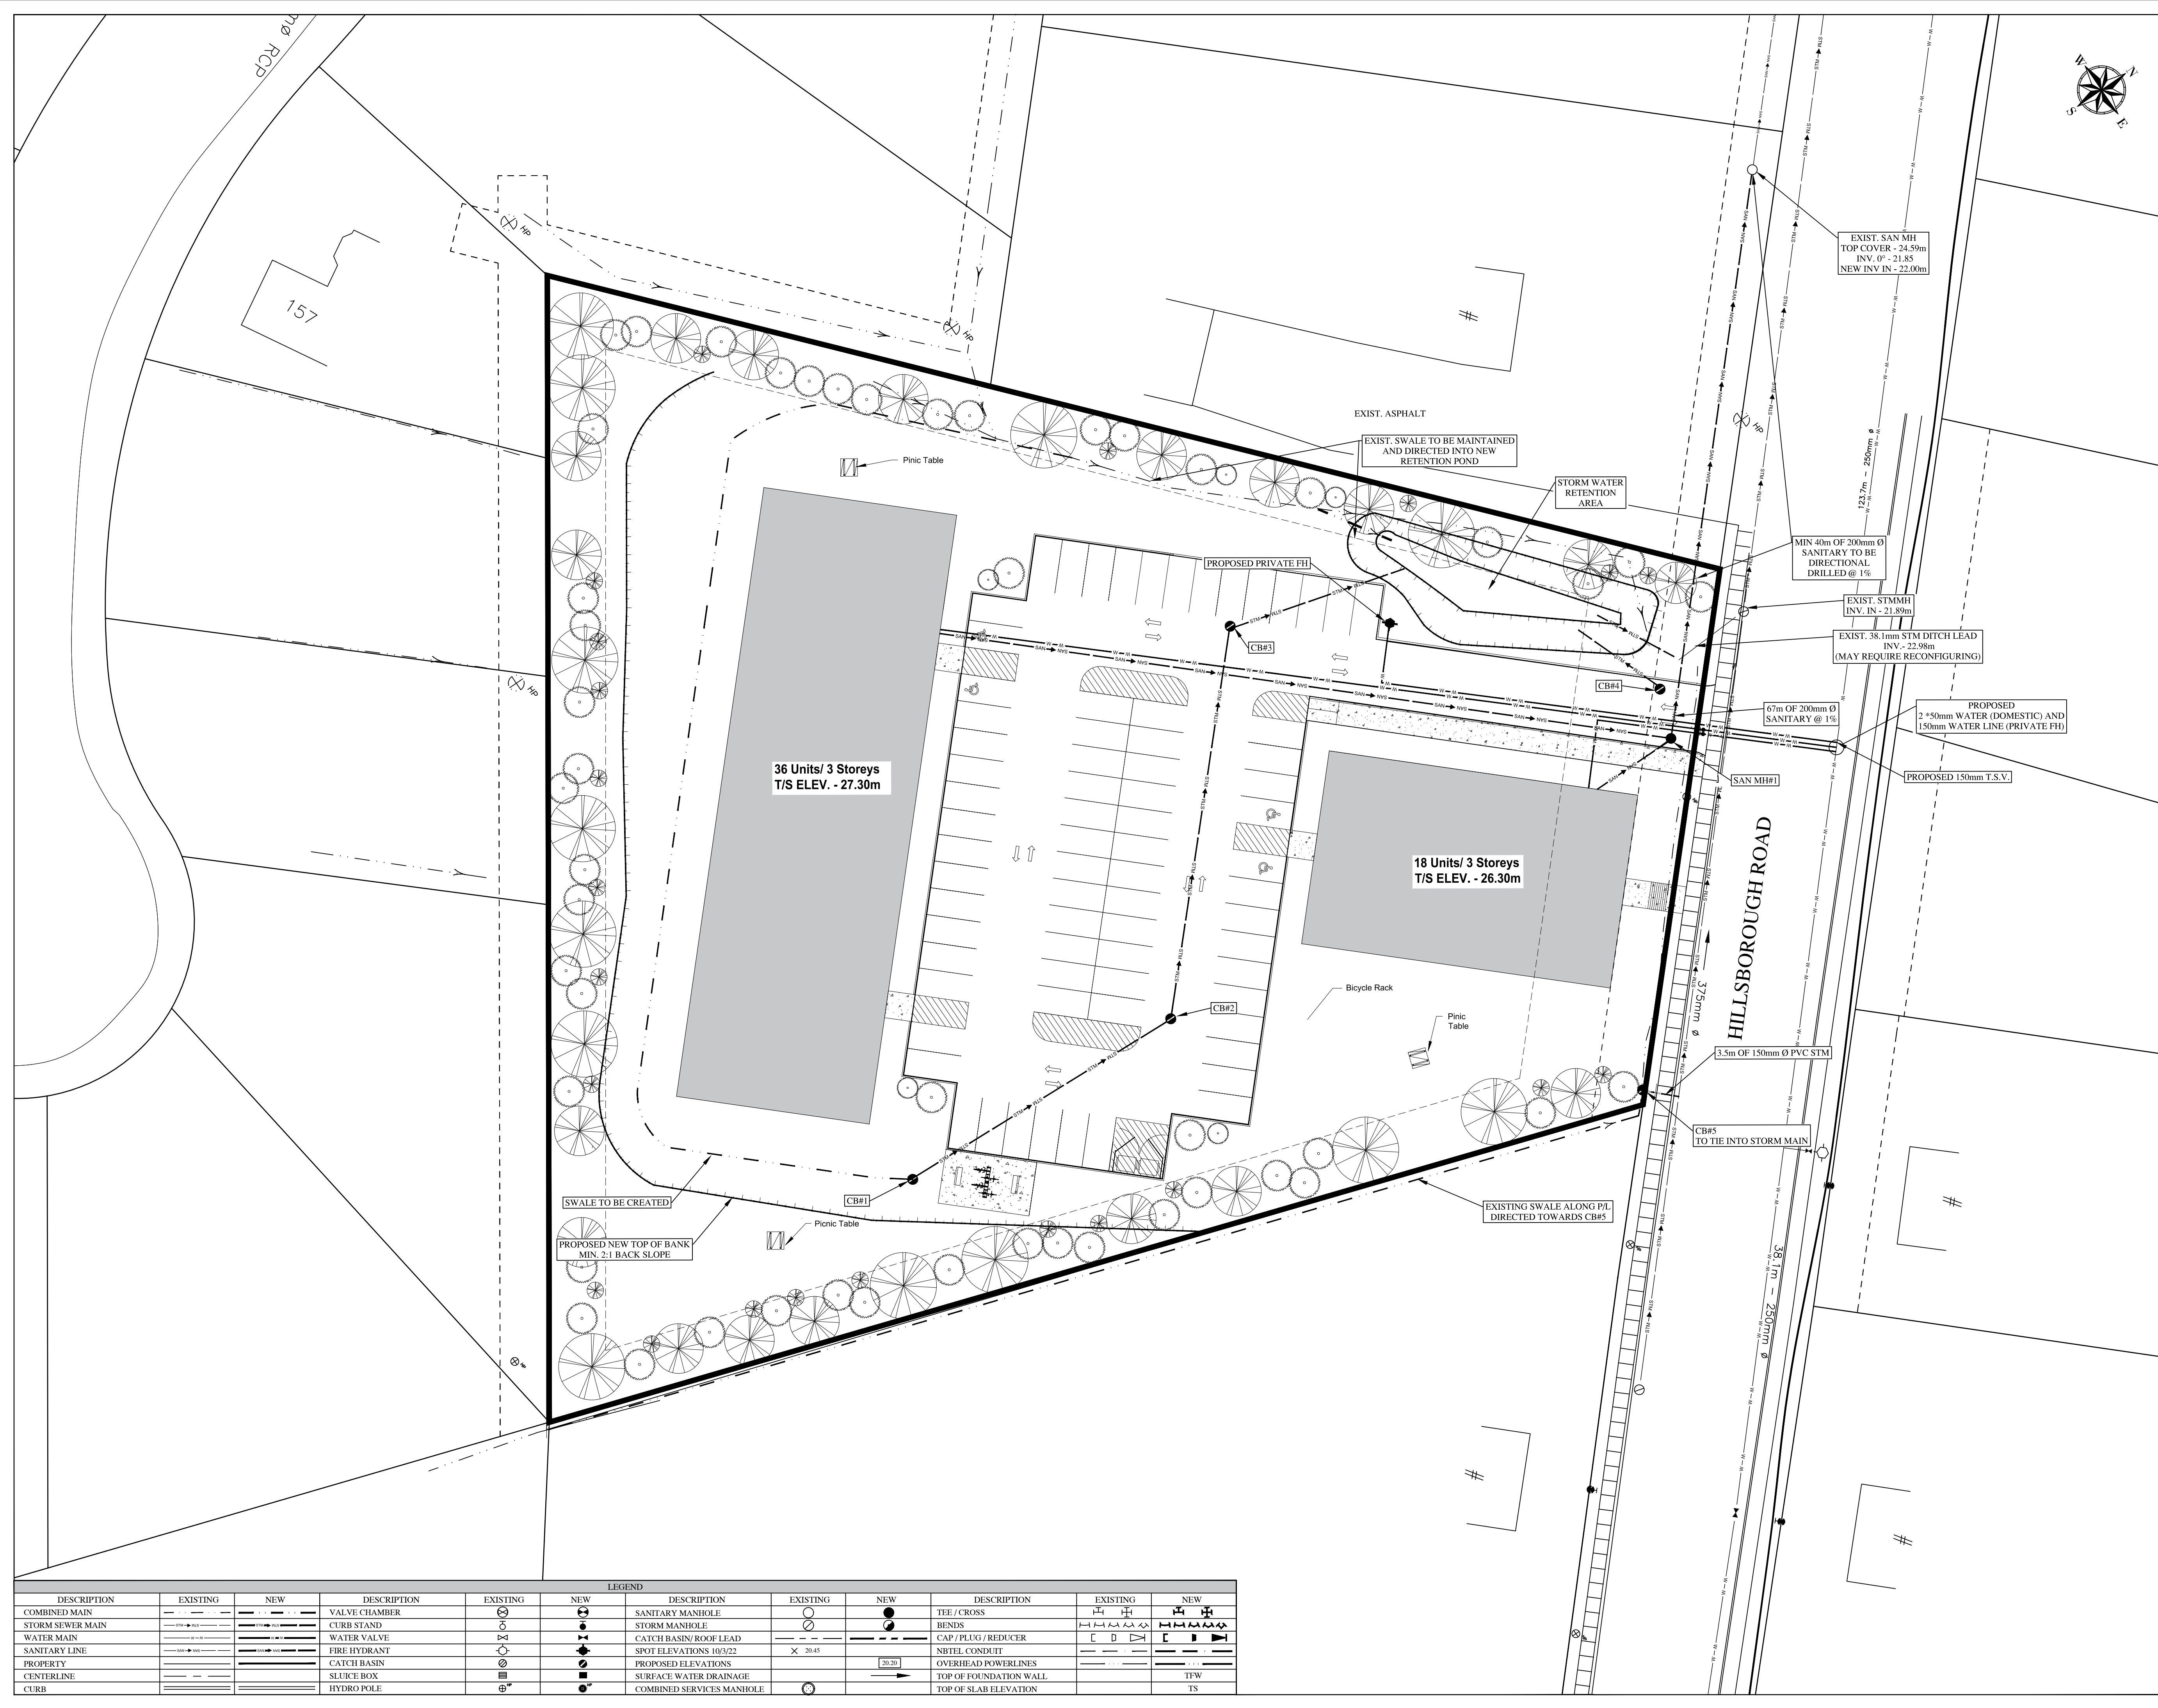 mø RCP
W
N
S
E
157
HP
HP
HP
HP
EXIST. SAN MH
TOP COVER - 24.59m
INV. 0° - 21.85
NEW INV IN - 22.00m
EXIST. ASPHALT
EXIST. SWALE TO BE MAINTAINED
AND DIRECTED INTO NEW
RETENTION POND
Pinic Table
STORM WATER
RETENTION
AREA
123.7m - 250mm ø
MIN 40m OF 200mm Ø
SANITARY TO BE
DIRECTIONAL
DRILLED @ 1%
PROPOSED PRIVATE FH
EXIST. STMMH
INV. IN - 21.89m
EXIST. 38.1mm STM DITCH LEAD
INV.- 22.98m
(MAY REQUIRE RECONFIGURING)
CB#3
CB#4
67m OF 200mm Ø
SANITARY @ 1%
PROPOSED
2 *50mm WATER (DOMESTIC) AND
150mm WATER LINE (PRIVATE FH)
36 Units/ 3 Storeys
T/S ELEV. - 27.30m
SAN MH#1
PROPOSED 150mm T.S.V.
18 Units/ 3 Storeys
T/S ELEV. - 26.30m
HILLSBOROUGH ROAD
Bicycle Rack
375mm ø
CB#2
Pinic
Table
3.5m OF 150mm Ø PVC STM
CB#5
TO TIE INTO STORM MAIN
CB#1
SWALE TO BE CREATED
EXISTING SWALE ALONG P/L
DIRECTED TOWARDS CB#5
Picnic Table
PROPOSED NEW TOP OF BANK
MIN. 2:1 BACK SLOPE
38.1m - 250mm ø
LEGEND
DESCRIPTION EXISTING NEW DESCRIPTION EXISTING NEW DESCRIPTION EXISTING NEW DESCRIPTION EXISTING NEW
COMBINED MAIN VALVE CHAMBER SANITARY MANHOLE TEE / CROSS
STORM SEWER MAIN CURB STAND STORM MANHOLE BENDS
WATER MAIN WATER VALVE CATCH BASIN/ ROOF LEAD CAP / PLUG / REDUCER
SANITARY LINE FIRE HYDRANT SPOT ELEVATIONS 10/3/22 20.45 NBTEL CONDUIT
PROPERTY CATCH BASIN PROPOSED ELEVATIONS 20.20 OVERHEAD POWERLINES
CENTERLINE SLUICE BOX SURFACE WATER DRAINAGE TOP OF FOUNDATION WALL TFW
CURB HYDRO POLE HP HP COMBINED SERVICES MANHOLE TOP OF SLAB ELEVATION TS